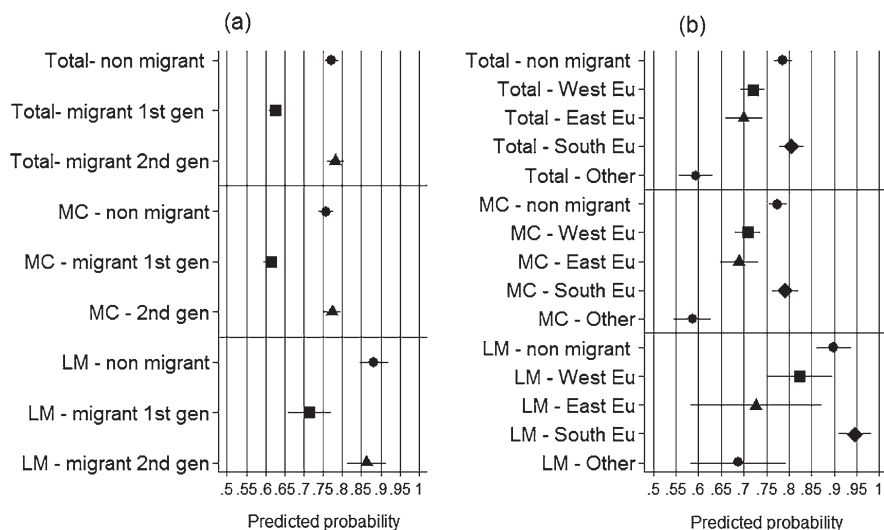 (a)
Total- non migrant
Total- migrant 1st gen
Total- migrant 2nd gen
MC - non migrant
MC - migrant 1st gen
MC - 2nd gen
LM - non migrant
LM - migrant 1st gen
LM - migrant 2nd gen
.5 .55 .6 .65 .7 .75 .8 .85 .9 .95 1
Predicted probability
(b)
Total - non migrant
Total - West Eu
Total - East Eu
Total - South Eu
Total - Other
MC - non migrant
MC - West Eu
MC - East Eu
MC - South Eu
MC - Other
LM - non migrant
LM - West Eu
LM - East Eu
LM - South Eu
LM - Other
.5 .55 .6 .65 .7 .75 .8 .85 .9 .95 1
Predicted probability